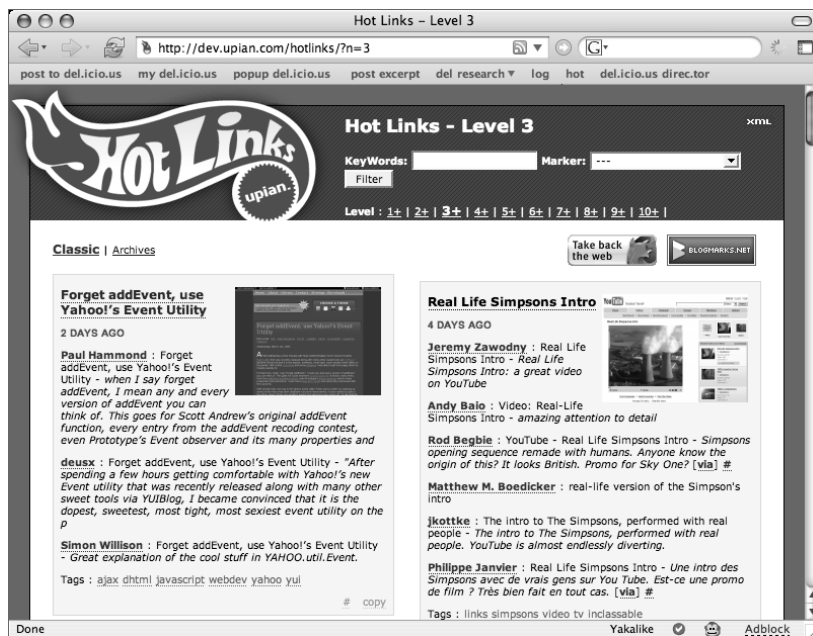 Hot Links – Level 3
http://dev.upian.com/hotlinks/?n=3
G
post to del.icio.us my del.icio.us popup del.icio.us post excerpt del research ▾ log hot del.icio.us direc.tor
Hot Links
upian.
Hot Links – Level 3
XML
KeyWords: Marker: ---
Filter
Level : 1+ | 2+ | 3+ | 4+ | 5+ | 6+ | 7+ | 8+ | 9+ | 10+ |
Classic | Archives
Take back
the web
BLOGMARKS.NET
Forget addEvent, use
Yahoo!'s Event Utility
2 DAYS AGO
Paul Hammond : Forget
addEvent, use Yahoo!'s Event
Utility - when I say forget
addEvent, I mean any and every
version of addEvent you can
think of. This goes for Scott Andrew's original addEvent
function, every entry from the addEvent recoding contest,
even Prototype's Event observer and its many properties and
deusx : Forget addEvent, use Yahoo!'s Event Utility - "After
spending a few hours getting comfortable with Yahoo!'s new
Event utility that was recently released along with many other
sweet tools via YUIBlog, I became convinced that it is the
dopest, sweetest, most tight, most sexiest event utility on the
p
Simon Willison : Forget addEvent, use Yahoo!'s Event Utility
- Great explanation of the cool stuff in YAHOO.util.Event.
Tags : ajax dhtml javascript webdev yahoo yui
# copy
Real Life Simpsons Intro
4 DAYS AGO
YouTube
Jeremy Zawodny : Real Life
Simpsons Intro - Real Life
Simpsons Intro: a great video
on YouTube
Andy Baio : Video: Real-Life
Simpsons Intro - amazing attention to detail
Rod Begbie : YouTube - Real Life Simpsons Intro - Simpsons
opening sequence remade with humans. Anyone know the
origin of this? It looks British. Promo for Sky One? [via] #
Matthew M. Boedicker : real-life version of the Simpson's
intro
jkottke : The intro to The Simpsons, performed with real
people - The intro to Simpsons, performed with real
people. YouTube is almost endlessly diverting.
Philippe Janvier : Real Life Simpsons Intro - Une intro des
Simpsons avec de vrais gens sur You Tube. Est-ce une promo
de film ? Très bien fait en tout cas. [via] #
Tags : links simpsons video tv inclassable
Done Yakalike Adblock